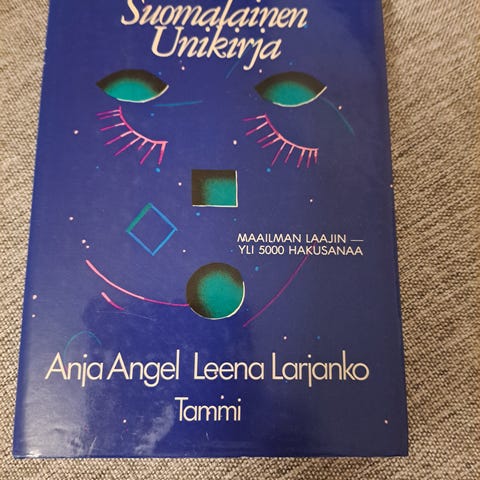 Suomalainen
Unikirja
MAAILMAN LAAJIN —
YLI 5000 HAKUSANAA
Anja Angel Leena Larjanko
Tammi